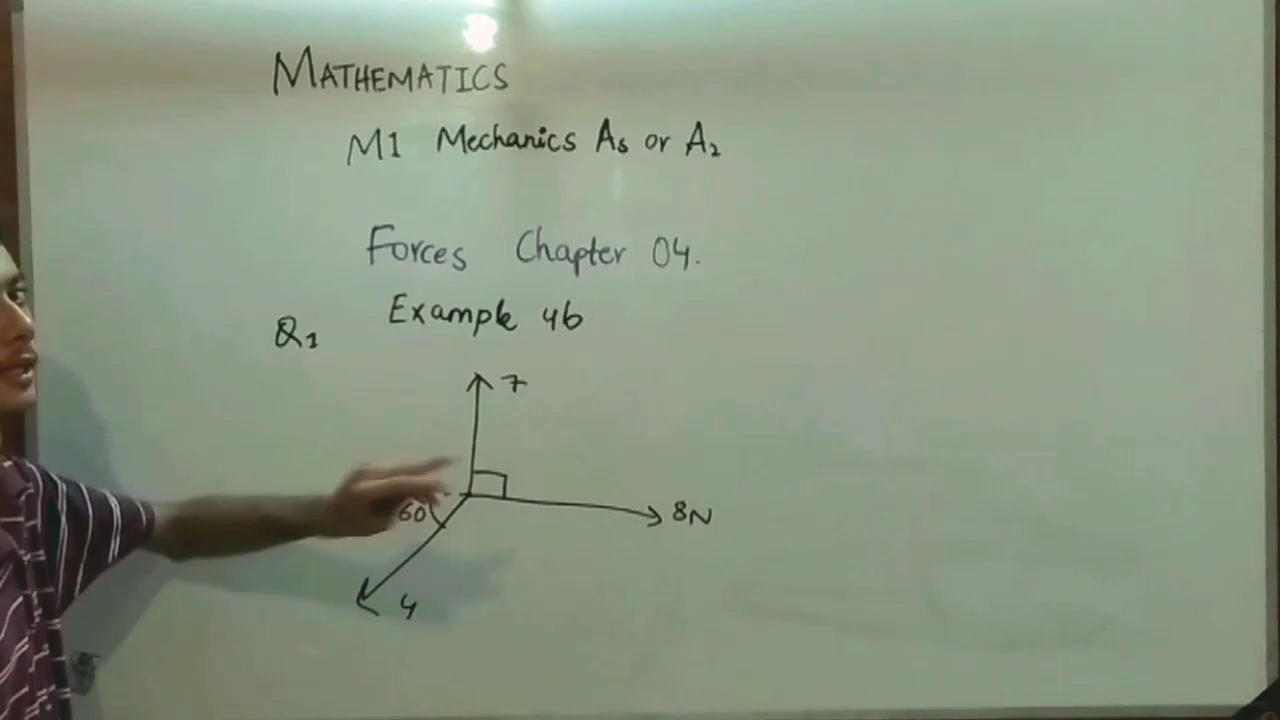 MATHEMATICS
M1 Mechanics As or A2
Forces Chapter 04.
Example 4b
Q1
7
8N
60
4